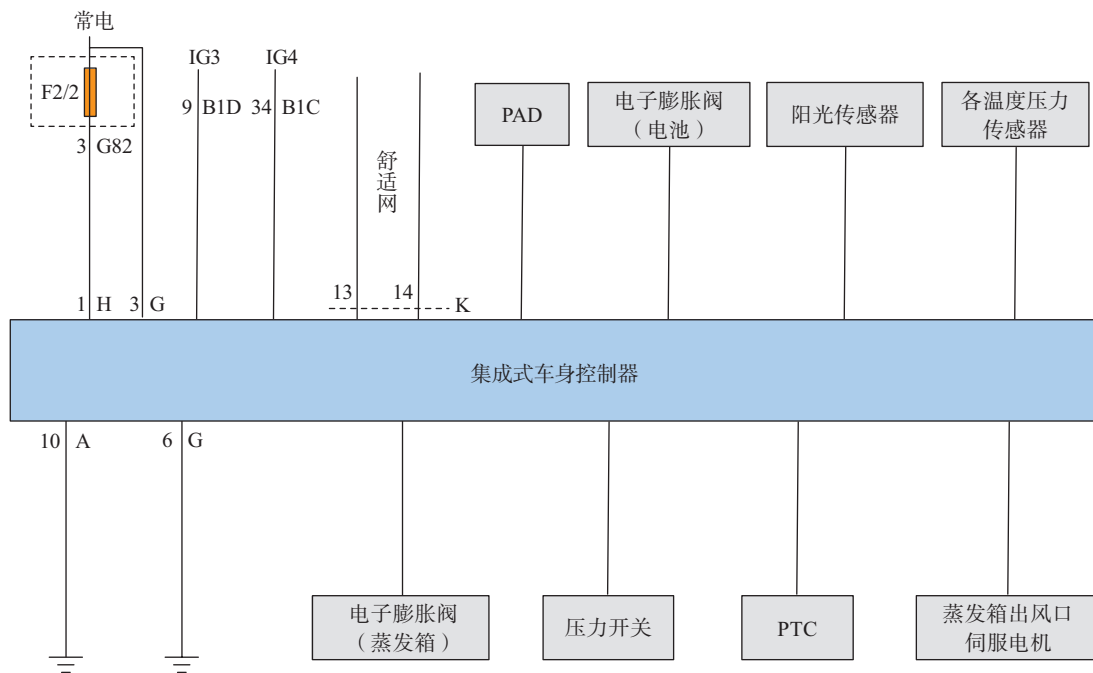 常电
F2/2
3 G82
1 H
3 G
IG3
9 B1D
IG4
34 B1C
舒适网
13
14
K
PAD
电子膨胀阀
（电池）
阳光传感器
各温度压力
传感器
集成式车身控制器
10 A
6 G
电子膨胀阀
（蒸发箱）
压力开关
PTC
蒸发箱出风口
伺服电机